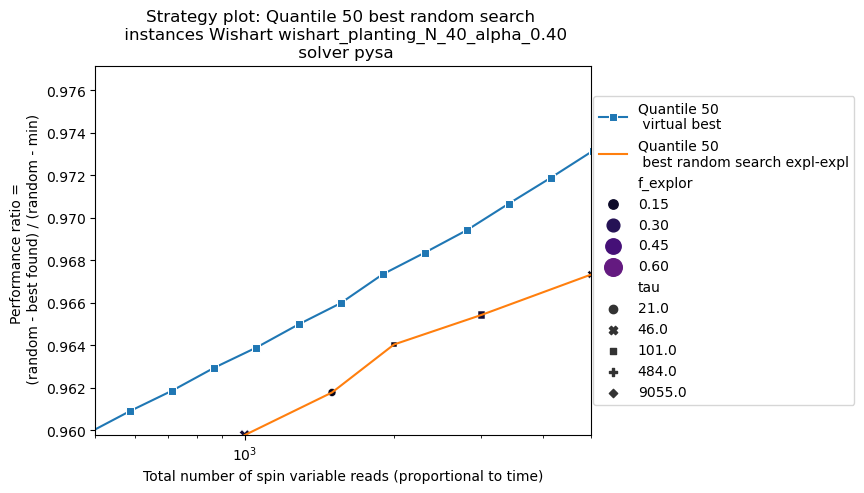 Strategy plot: Quantile 50 best random search
instances Wishart wishart_planting_N_40_alpha_0.40
solver pysa
Performance ratio =
(random - best found) / (random - min)
0.976
0.974
0.972
0.970
0.968
0.966
0.964
0.962
0.960
10³
Total number of spin variable reads (proportional to time)
Quantile 50
virtual best
Quantile 50
best random search expl-expl
f_explor
0.15
0.30
0.45
0.60
tau
21.0
46.0
101.0
484.0
9055.0